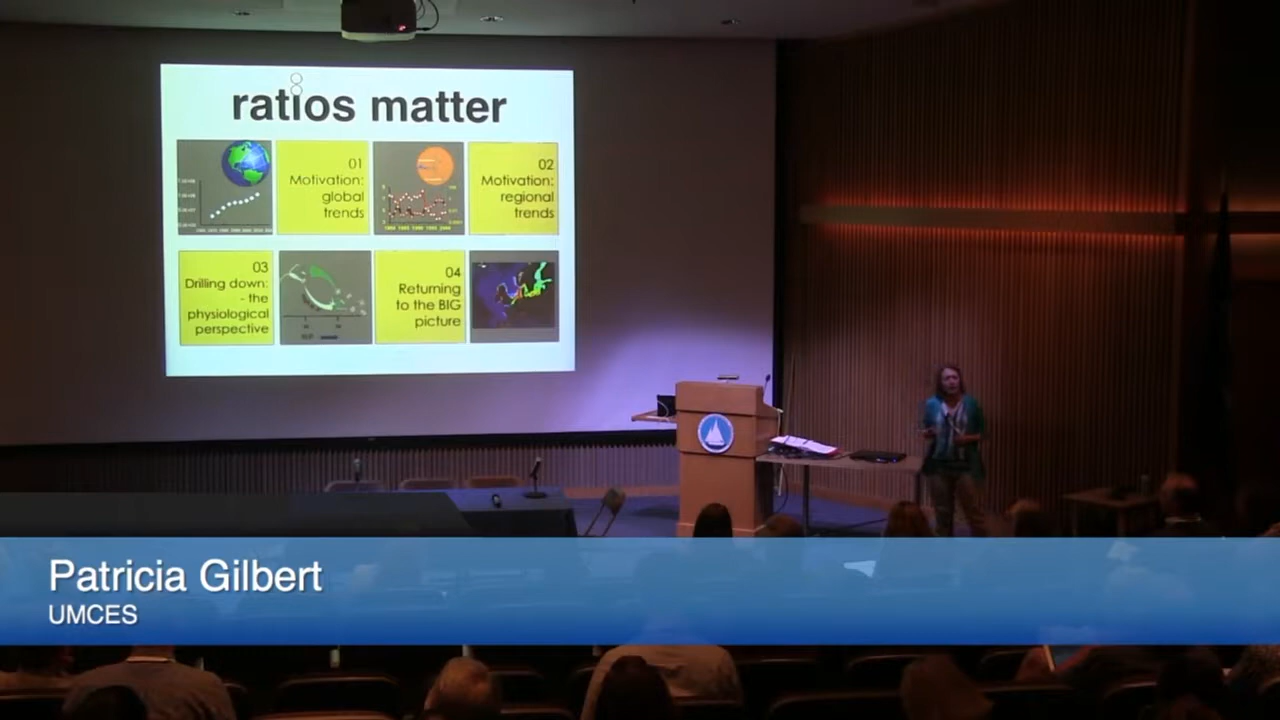 ratios matter
01
Motivation:
global
trends
02
Motivation:
regional
trends
03
Drilling down:
- the
physiological
perspective
04
Returning
to the BIG
picture
Patricia Gilbert
UMCES